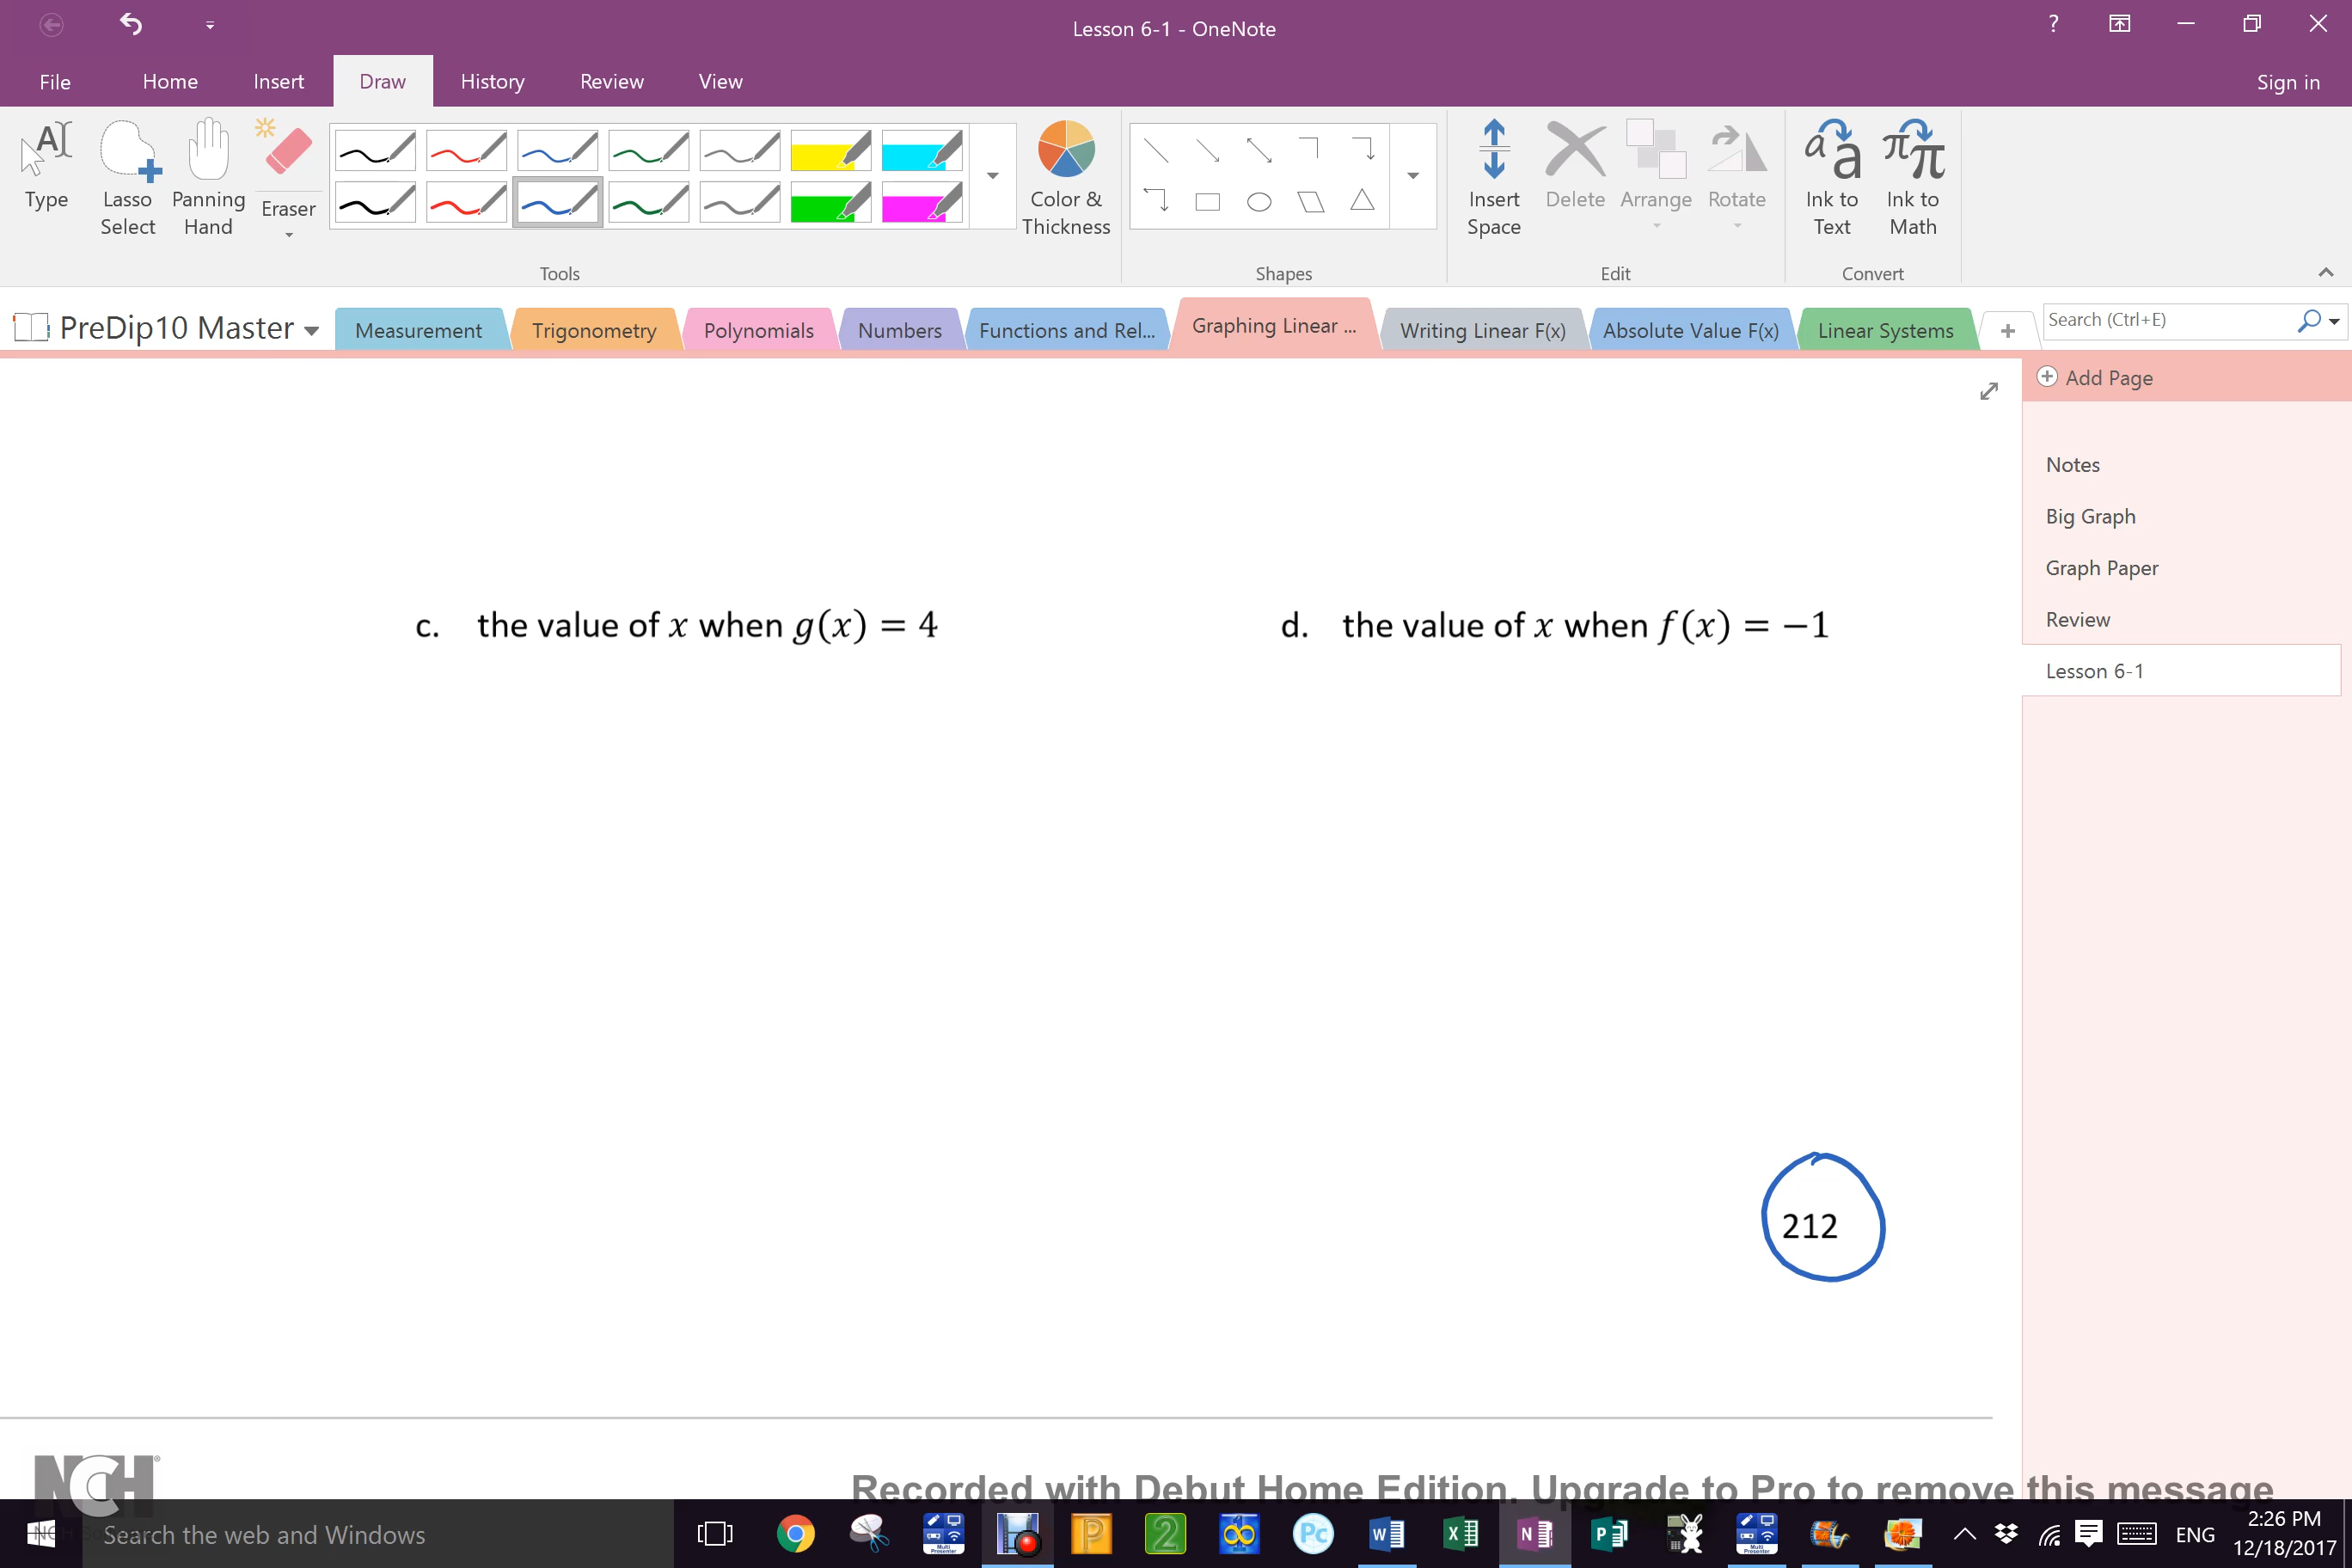 Lesson 6-1 - OneNote
?
File Home Insert Draw History Review View Sign in
Type
Lasso Select
Panning Hand
Eraser
Color & Thickness
Insert Space
Delete
Arrange
Rotate
Ink to Text
Ink to Math
Tools Shapes Edit Convert
PreDip10 Master Measurement Trigonometry Polynomials Numbers Functions and Rel... Graphing Linear ... Writing Linear F(x) Absolute Value F(x) Linear Systems + Search (Ctrl+E)
Add Page
Notes
Big Graph
Graph Paper
Review
Lesson 6-1
c. the value of x when g(x) = 4
d. the value of x when f(x) = −1
212
NCH®
Recorded with Debut Home Edition. Upgrade to Pro to remove this message
Search the web and Windows
ENG
2:26 PM
12/18/2017